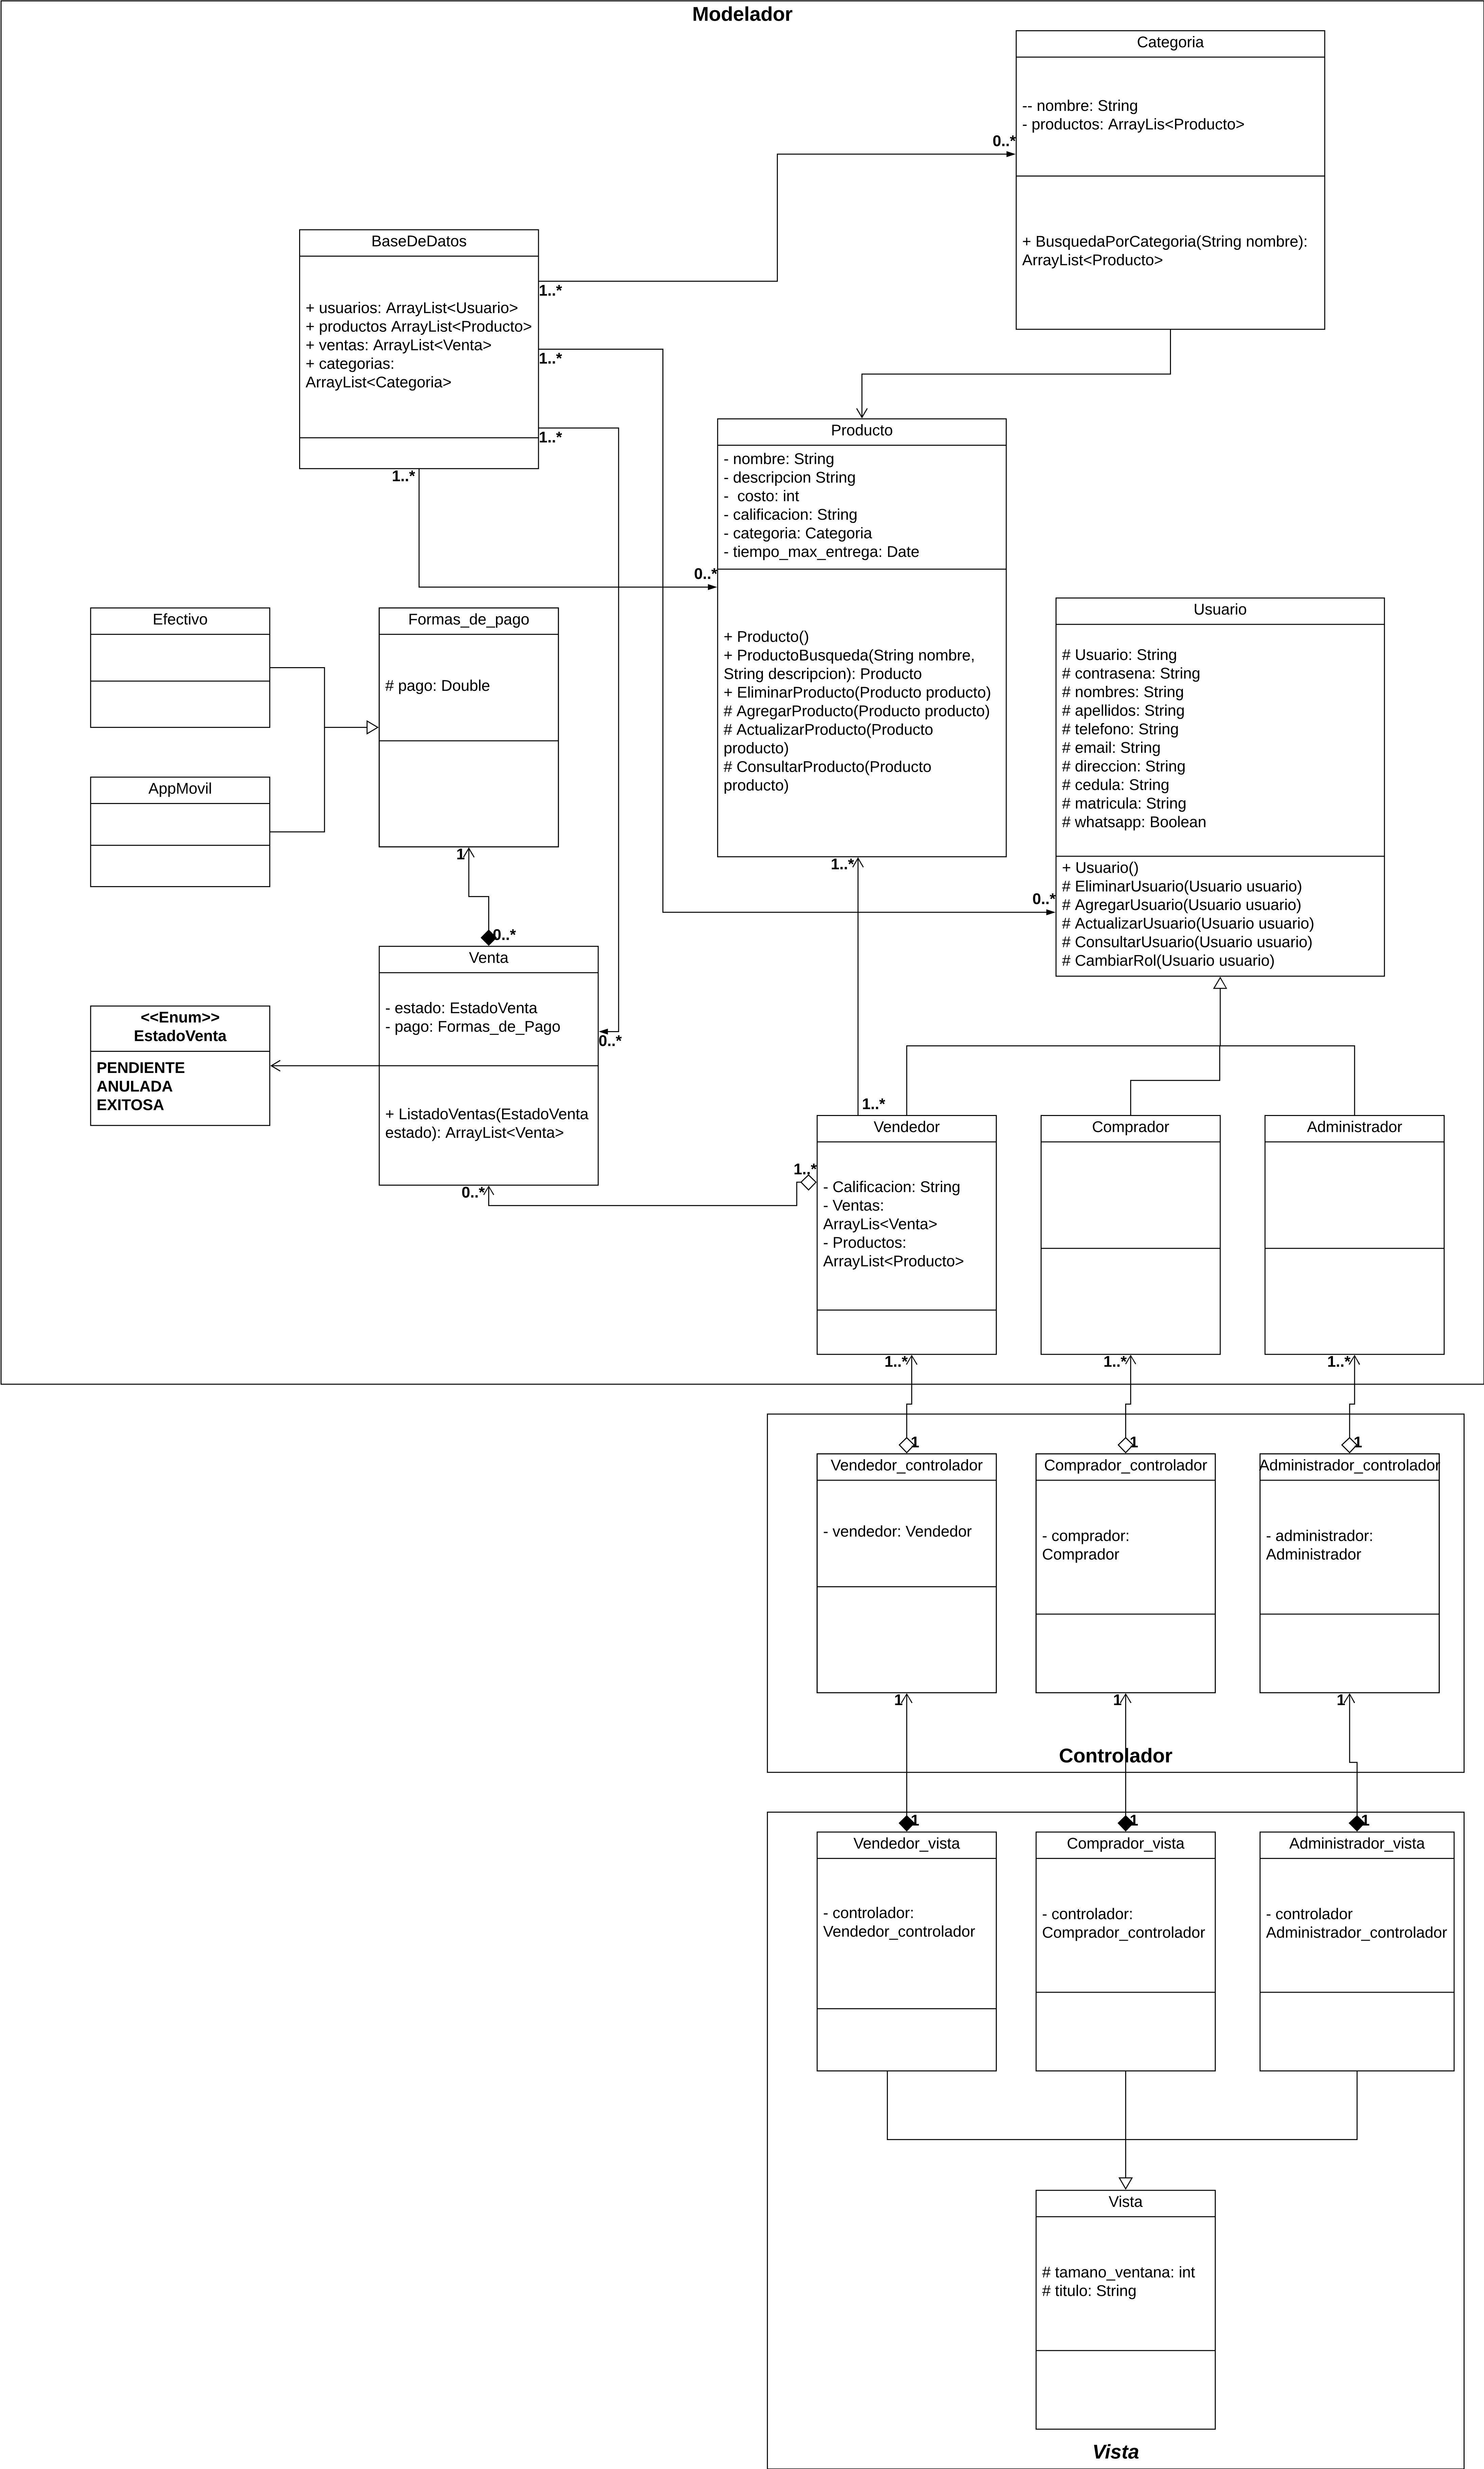 Modelador
Categoria
-- nombre: String
- productos: ArrayLis<Producto>
+ BusquedaPorCategoria(String nombre):
ArrayList<Producto>
0..*
BaseDeDatos
+ usuarios: ArrayList<Usuario>
+ productos ArrayList<Producto>
+ ventas: ArrayList<Venta>
+ categorias:
ArrayList<Categoria>
1..*
1..*
1..*
1..*
Producto
- nombre: String
- descripcion String
-  costo: int
- calificacion: String
- categoria: Categoria
- tiempo_max_entrega: Date
+ Producto()
+ ProductoBusqueda(String nombre,
String descripcion): Producto
+ EliminarProducto(Producto producto)
# AgregarProducto(Producto producto)
# ActualizarProducto(Producto
producto)
# ConsultarProducto(Producto
producto)
0..*
1..*
Efectivo
Formas_de_pago
# pago: Double
1
AppMovil
Usuario
# Usuario: String
# contrasena: String
# nombres: String
# apellidos: String
# telefono: String
# email: String
# direccion: String
# cedula: String
# matricula: String
# whatsapp: Boolean
+ Usuario()
# EliminarUsuario(Usuario usuario)
# AgregarUsuario(Usuario usuario)
# ActualizarUsuario(Usuario usuario)
# ConsultarUsuario(Usuario usuario)
# CambiarRol(Usuario usuario)
0..*
0..*
Venta
- estado: EstadoVenta
- pago: Formas_de_Pago
+ ListadoVentas(EstadoVenta
estado): ArrayList<Venta>
0..*
0..*
<<Enum>>
EstadoVenta
PENDIENTE
ANULADA
EXITOSA
1..*
1..*
Vendedor
- Calificacion: String
- Ventas:
ArrayLis<Venta>
- Productos:
ArrayList<Producto>
1..*
Comprador
1..*
Administrador
1..*
1
Vendedor_controlador
- vendedor: Vendedor
1
1
Comprador_controlador
- comprador:
Comprador
1
1
Administrador_controlador
- administrador:
Administrador
1
Controlador
1
Vendedor_vista
- controlador:
Vendedor_controlador
1
Comprador_vista
- controlador:
Comprador_controlador
1
Administrador_vista
- controlador
Administrador_controlador
Vista
# tamano_ventana: int
# titulo: String
Vista